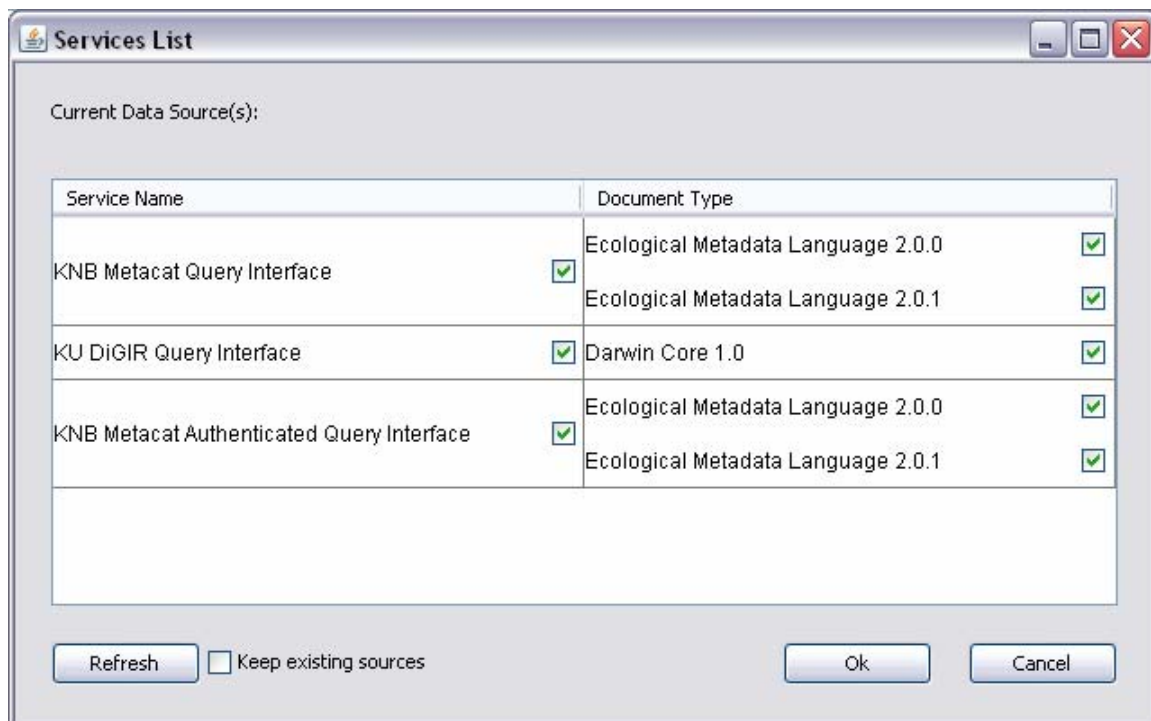 Services List
Current Data Source(s):
Service Name Document Type
KNB Metacat Query Interface
Ecological Metadata Language 2.0.0
Ecological Metadata Language 2.0.1
KU DiGIR Query Interface Darwin Core 1.0
KNB Metacat Authenticated Query Interface
Ecological Metadata Language 2.0.0
Ecological Metadata Language 2.0.1
Refresh Keep existing sources Ok Cancel